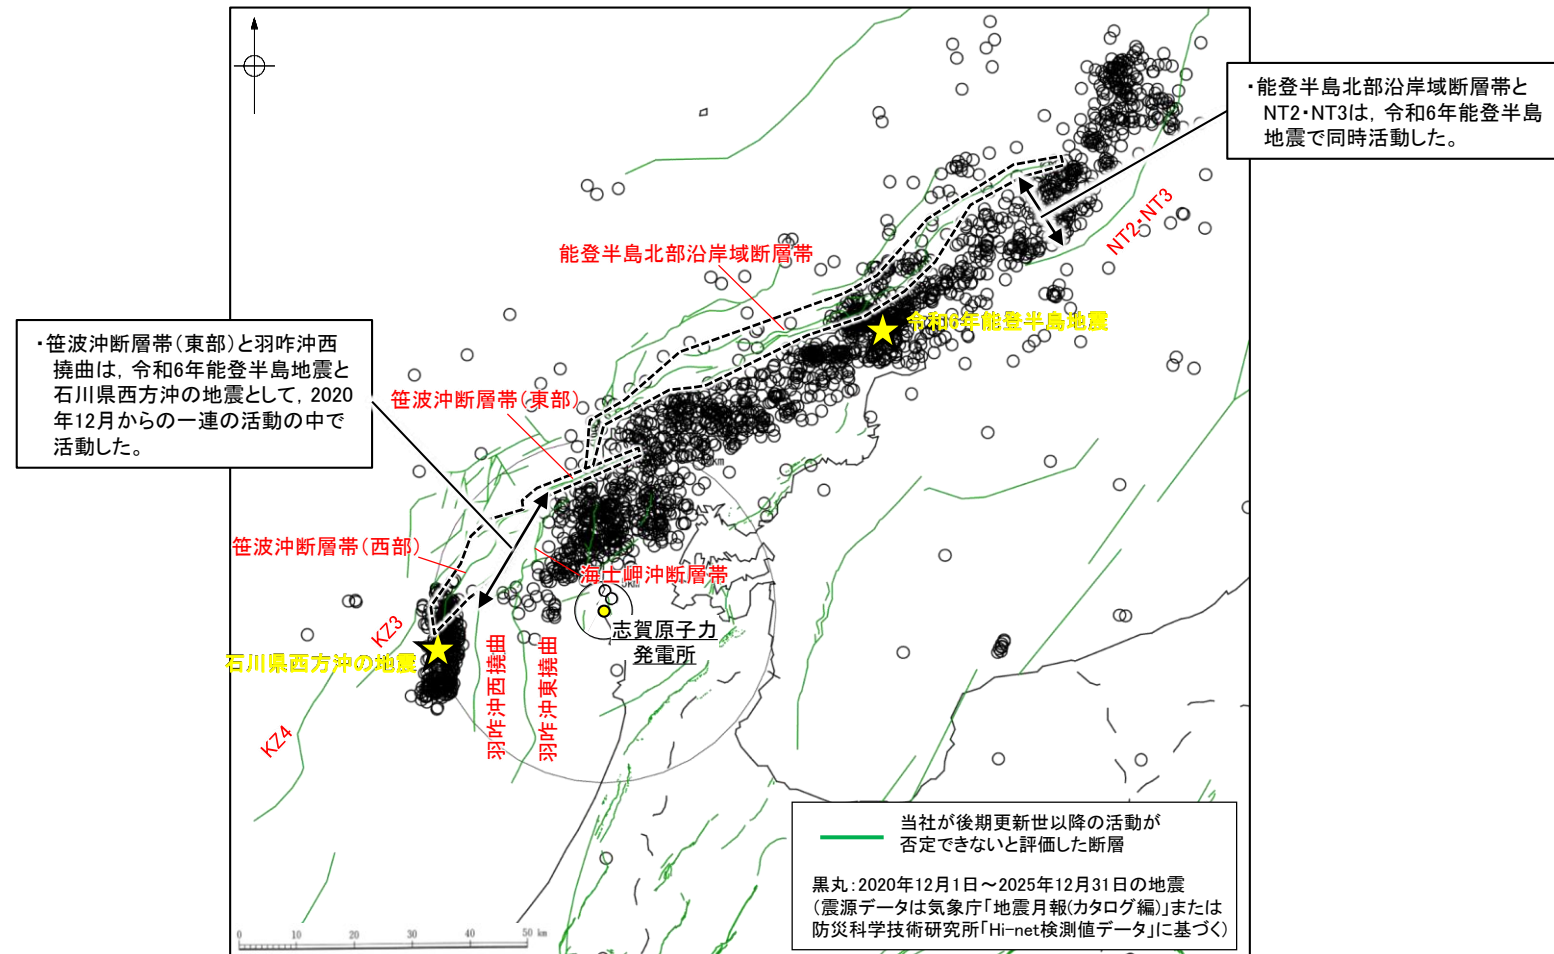 ・能登半島北部沿岸域断層帯と
NT2・NT3は, 令和6年能登半島
地震で同時活動した。
NT2・NT3
能登半島北部沿岸域断層帯
令和6年能登半島地震
・笹波沖断層帯(東部)と羽咋沖西
撓曲は, 令和6年能登半島地震と
石川県西方沖の地震として, 2020
年12月からの一連の活動の中で
活動した。
笹波沖断層帯(東部)
笹波沖断層帯(西部)
海士岬沖断層帯
志賀原子力
発電所
KZ3
石川県西方沖の地震
KZ4
羽咋沖西撓曲
羽咋沖東撓曲
当社が後期更新世以降の活動が
否定できないと評価した断層
黒丸:2020年12月1日~2025年12月31日の地震
(震源データは気象庁「地震月報(カタログ編)」または
防災科学技術研究所「Hi-net検測値データ」に基づく)
0 10 20 30 40 50 km